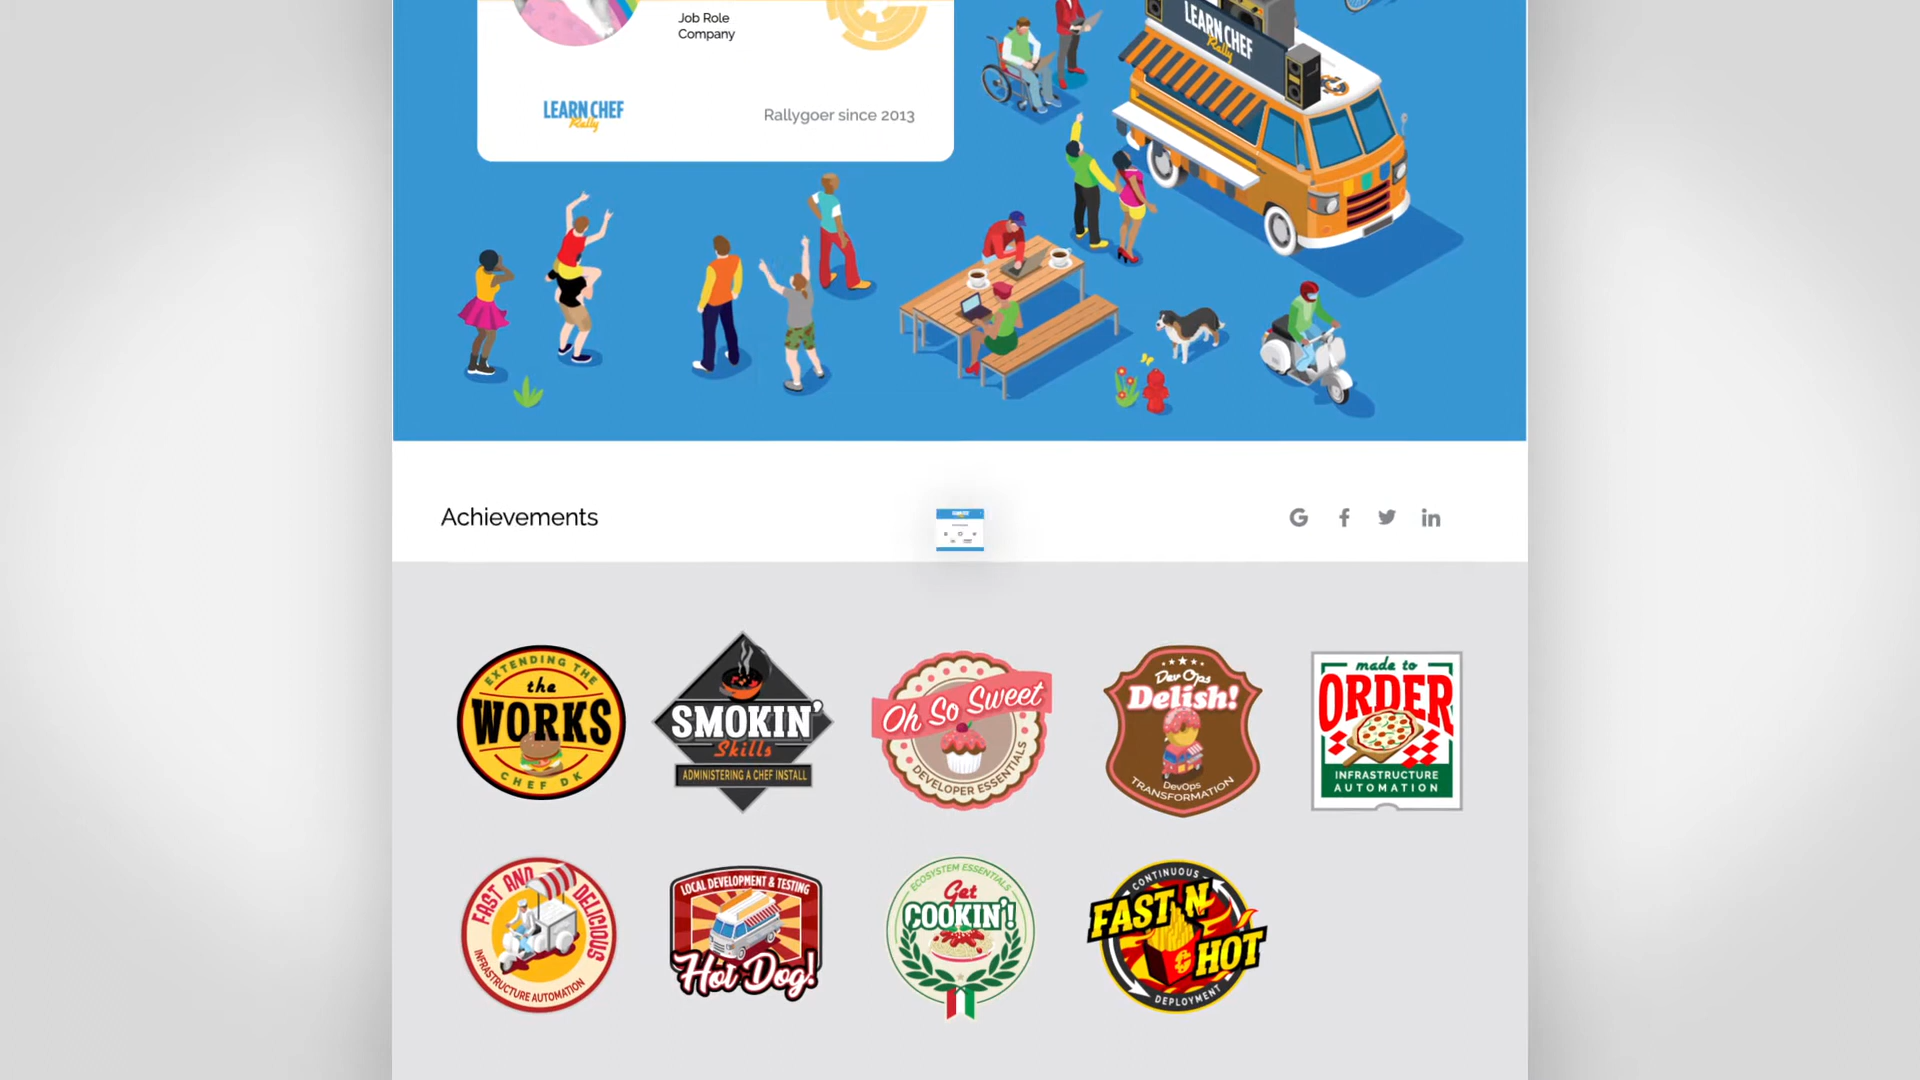 Job Role
Company
LEARN CHEF
Rally
LEARN CHEF
Rally
Rallygoer since 2013
Achievements
EXTENDING THE
the
WORKS
CHEF DK
SMOKIN'
Skills
ADMINISTERING A CHEF INSTALL
Oh So Sweet
DEVELOPER ESSENTIALS
Dev Ops
Delish!
DevOps
TRANSFORMATION
made to
ORDER
INFRASTRUCTURE
AUTOMATION
FAST AND DELICIOUS
INFRASTRUCTURE AUTOMATION
LOCAL DEVELOPMENT & TESTING
Hot Dog!
ECOSYSTEM ESSENTIALS
Get
COOKIN'!
CONTINUOUS
FAST N
HOT
DEPLOYMENT